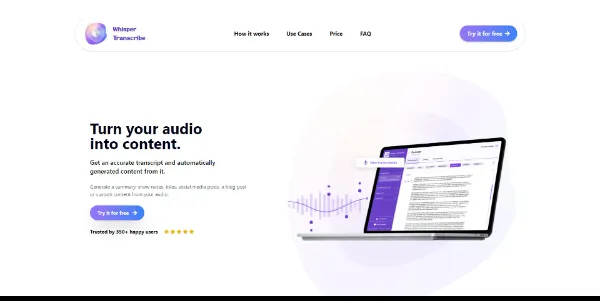 Whisper
Transcribe
How it works
Use Cases
Price
FAQ
Try it for free →
Turn your audio
into content.
Get an accurate transcript and automatically
generated content from it.
Generate a summary, show notes, titles, social media posts, a blog post
or custom content from your audio.
Try it for free →
Trusted by 350+ happy users